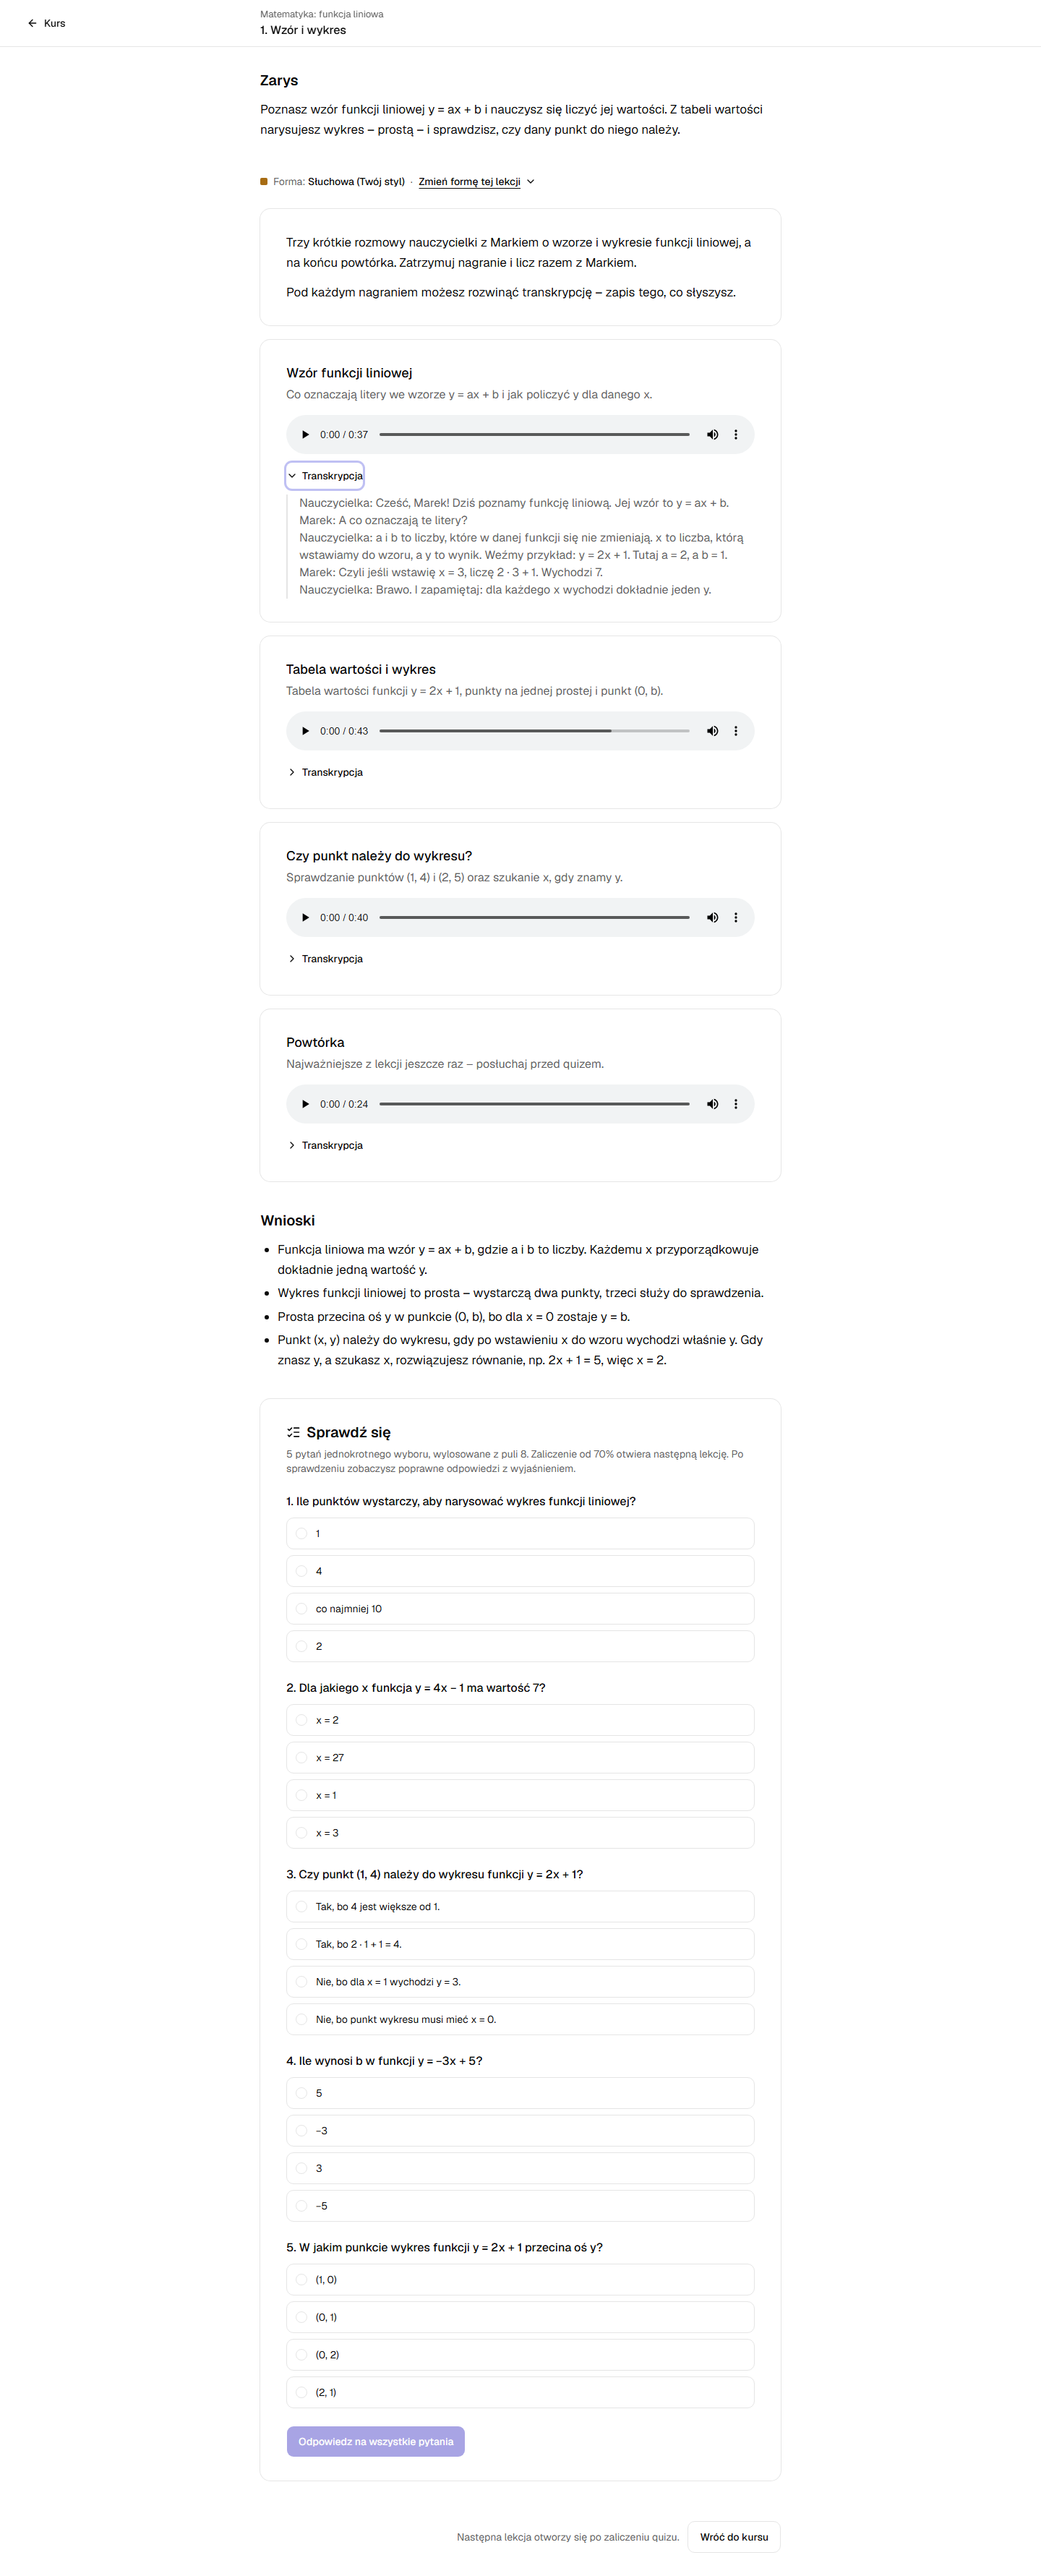 Kurs
Matematyka: funkcja liniowa
1. Wzór i wykres
Zarys
Poznasz wzór funkcji liniowej y = ax + b i nauczysz się liczyć jej wartości. Z tabeli wartości
narysujesz wykres – prostą – i sprawdzisz, czy dany punkt do niego należy.
Forma: Słuchowa (Twój styl) · Zmień formę tej lekcji
Trzy krótkie rozmowy nauczycielki z Markiem o wzorze i wykresie funkcji liniowej, a
na końcu powtórka. Zatrzymuj nagranie i licz razem z Markiem.
Pod każdym nagraniem możesz rozwinąć transkrypcję – zapis tego, co słyszysz.
Wzór funkcji liniowej
Co oznaczają litery we wzorze y = ax + b i jak policzyć y dla danego x.
0:00 / 0:37
Transkrypcja
Nauczycielka: Cześć, Marek! Dziś poznamy funkcję liniową. Jej wzór to y = ax + b.
Marek: A co oznaczają te litery?
Nauczycielka: a i b to liczby, które w danej funkcji się nie zmieniają. x to liczba, którą
wstawiamy do wzoru, a y to wynik. Weźmy przykład: y = 2x + 1. Tutaj a = 2, a b = 1.
Marek: Czyli jeśli wstawię x = 3, liczę 2 · 3 + 1. Wychodzi 7.
Nauczycielka: Brawo. I zapamiętaj: dla każdego x wychodzi dokładnie jeden y.
Tabela wartości i wykres
Tabela wartości funkcji y = 2x + 1, punkty na jednej prostej i punkt (0, b).
0:00 / 0:43
Transkrypcja
Czy punkt należy do wykresu?
Sprawdzanie punktów (1, 4) i (2, 5) oraz szukanie x, gdy znamy y.
0:00 / 0:40
Transkrypcja
Powtórka
Najważniejsze z lekcji jeszcze raz – posłuchaj przed quizem.
0:00 / 0:24
Transkrypcja
Wnioski
• Funkcja liniowa ma wzór y = ax + b, gdzie a i b to liczby. Każdemu x przyporządkowuje
dokładnie jedną wartość y.
• Wykres funkcji liniowej to prosta – wystarczą dwa punkty, trzeci służy do sprawdzenia.
• Prosta przecina oś y w punkcie (0, b), bo dla x = 0 zostaje y = b.
• Punkt (x, y) należy do wykresu, gdy po wstawieniu x do wzoru wychodzi właśnie y. Gdy
znasz y, a szukasz x, rozwiązujesz równanie, np. 2x + 1 = 5, więc x = 2.
Sprawdź się
5 pytań jednokrotnego wyboru, wylosowane z puli 8. Zaliczenie od 70% otwiera następną lekcję. Po
sprawdzeniu zobaczysz poprawne odpowiedzi z wyjaśnieniem.
1. Ile punktów wystarczy, aby narysować wykres funkcji liniowej?
1
4
co najmniej 10
2
2. Dla jakiego x funkcja y = 4x − 1 ma wartość 7?
x = 2
x = 27
x = 1
x = 3
3. Czy punkt (1, 4) należy do wykresu funkcji y = 2x + 1?
Tak, bo 4 jest większe od 1.
Tak, bo 2 · 1 + 1 = 4.
Nie, bo dla x = 1 wychodzi y = 3.
Nie, bo punkt wykresu musi mieć x = 0.
4. Ile wynosi b w funkcji y = −3x + 5?
5
−3
3
−5
5. W jakim punkcie wykres funkcji y = 2x + 1 przecina oś y?
(1, 0)
(0, 1)
(0, 2)
(2, 1)
Odpowiedz na wszystkie pytania
Następna lekcja otworzy się po zaliczeniu quizu.
Wróć do kursu